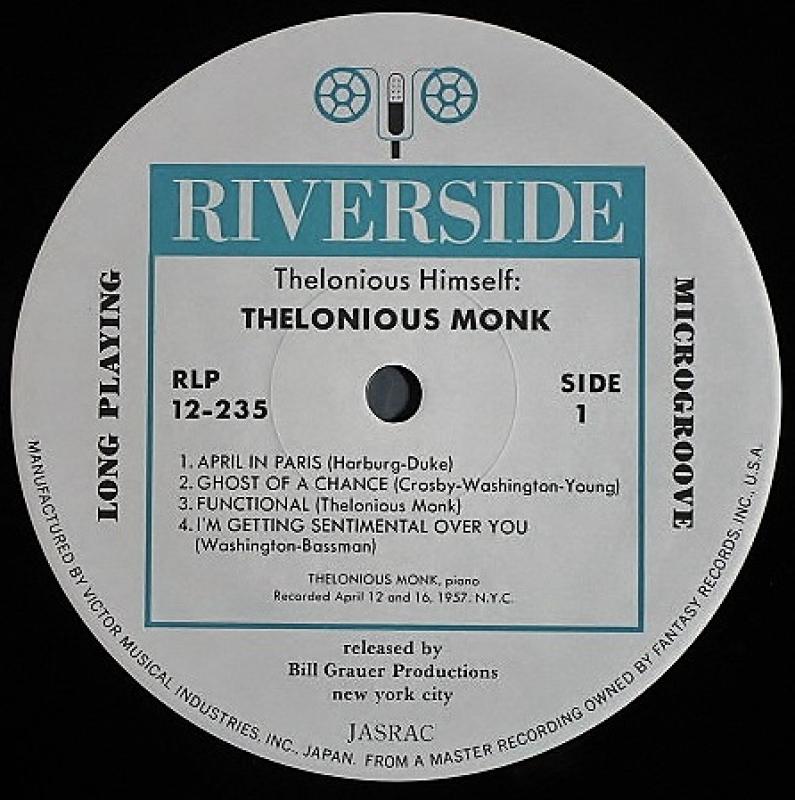 RIVERSIDE
Thelonious Himself:
THELONIOUS MONK
RLP
12-235
SIDE
1
LONG PLAYING
MICROGROOVE
1. APRIL IN PARIS (Harburg-Duke)
2. GHOST OF A CHANCE (Crosby-Washington-Young)
3. FUNCTIONAL (Thelonious Monk)
4. I'M GETTING SENTIMENTAL OVER YOU
(Washington-Bassman)
THELONIOUS MONK, piano
Recorded April 12 and 16, 1957. N.Y.C.
released by
Bill Grauer Productions
new york city
JASRAC
MANUFACTURED BY VICTOR MUSICAL INDUSTRIES, INC., JAPAN. FROM A MASTER RECORDING OWNED BY FANTASY RECORDS, INC., U.S.A.